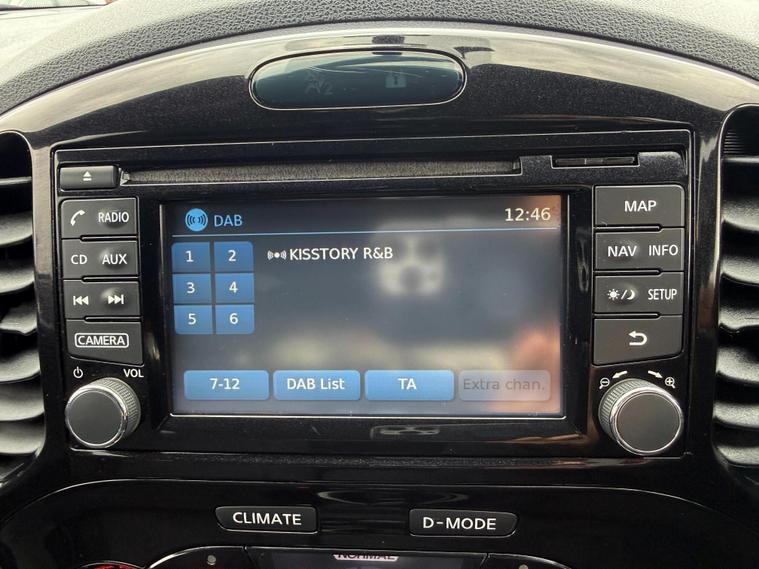 DAB
12:46
1 2
KISSTORY R&B
3 4
5 6
7-12
DAB List
TA
Extra chan.
RADIO
CD AUX
CAMERA
VOL
MAP
NAV INFO
SETUP
CLIMATE
D-MODE
NORMAL